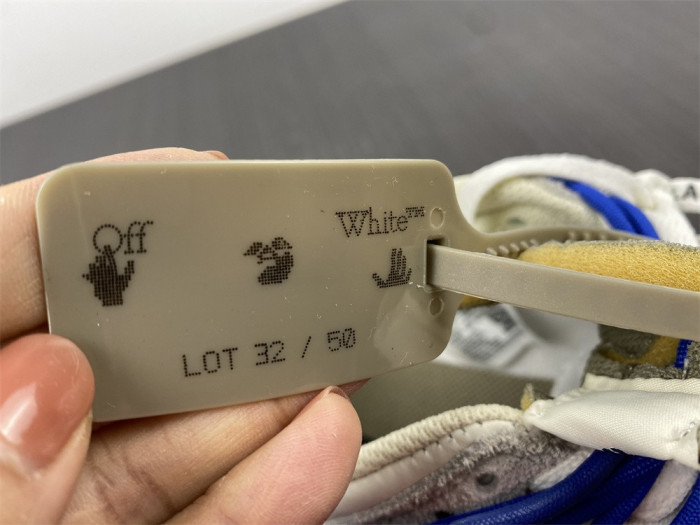 Off
White™
LOT 32 / 50
A